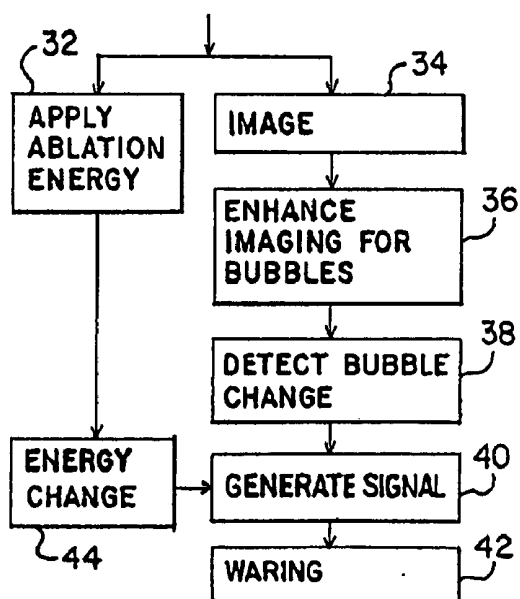 32
34
APPLY
ABLATION
ENERGY
IMAGE
36
ENHANCE
IMAGING FOR
BUBBLES
38
DETECT BUBBLE
CHANGE
ENERGY
CHANGE
40
GENERATE SIGNAL
44
42
WARING